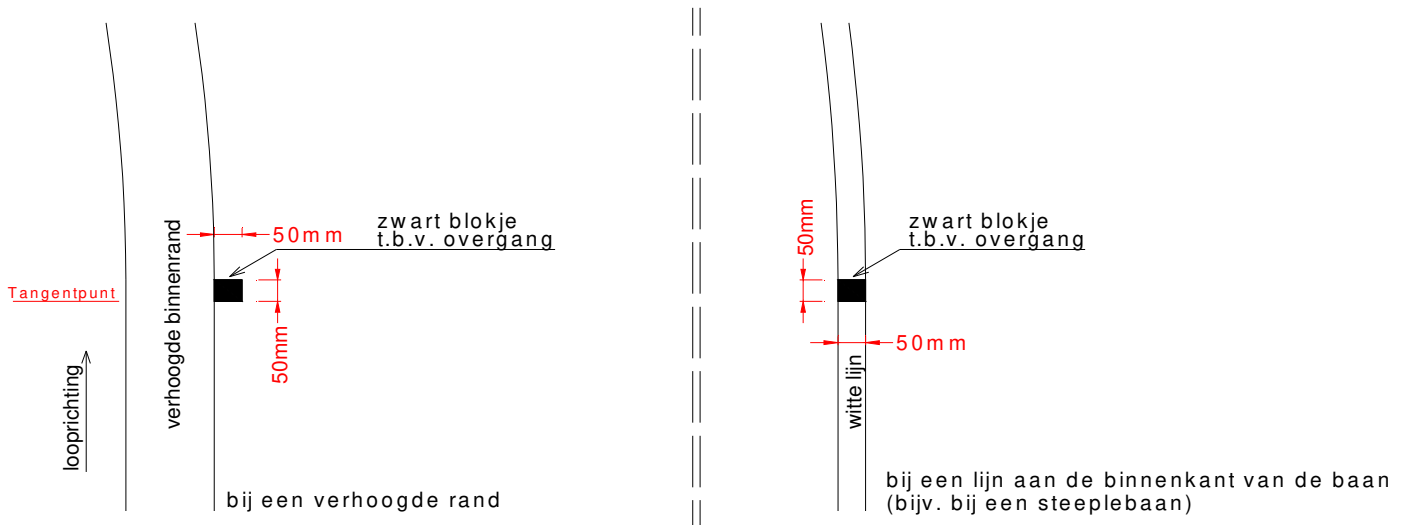 zwart blokje
t.b.v. overgang
50mm
verhoogde binnenrand
Tangentpunt
50mm
looprichting
bij een verhoogde rand
zwart blokje
t.b.v. overgang
50mm
50mm
witte lijn
bij een lijn aan de binnenkant van de baan
(bijv. bij een steeplebaan)